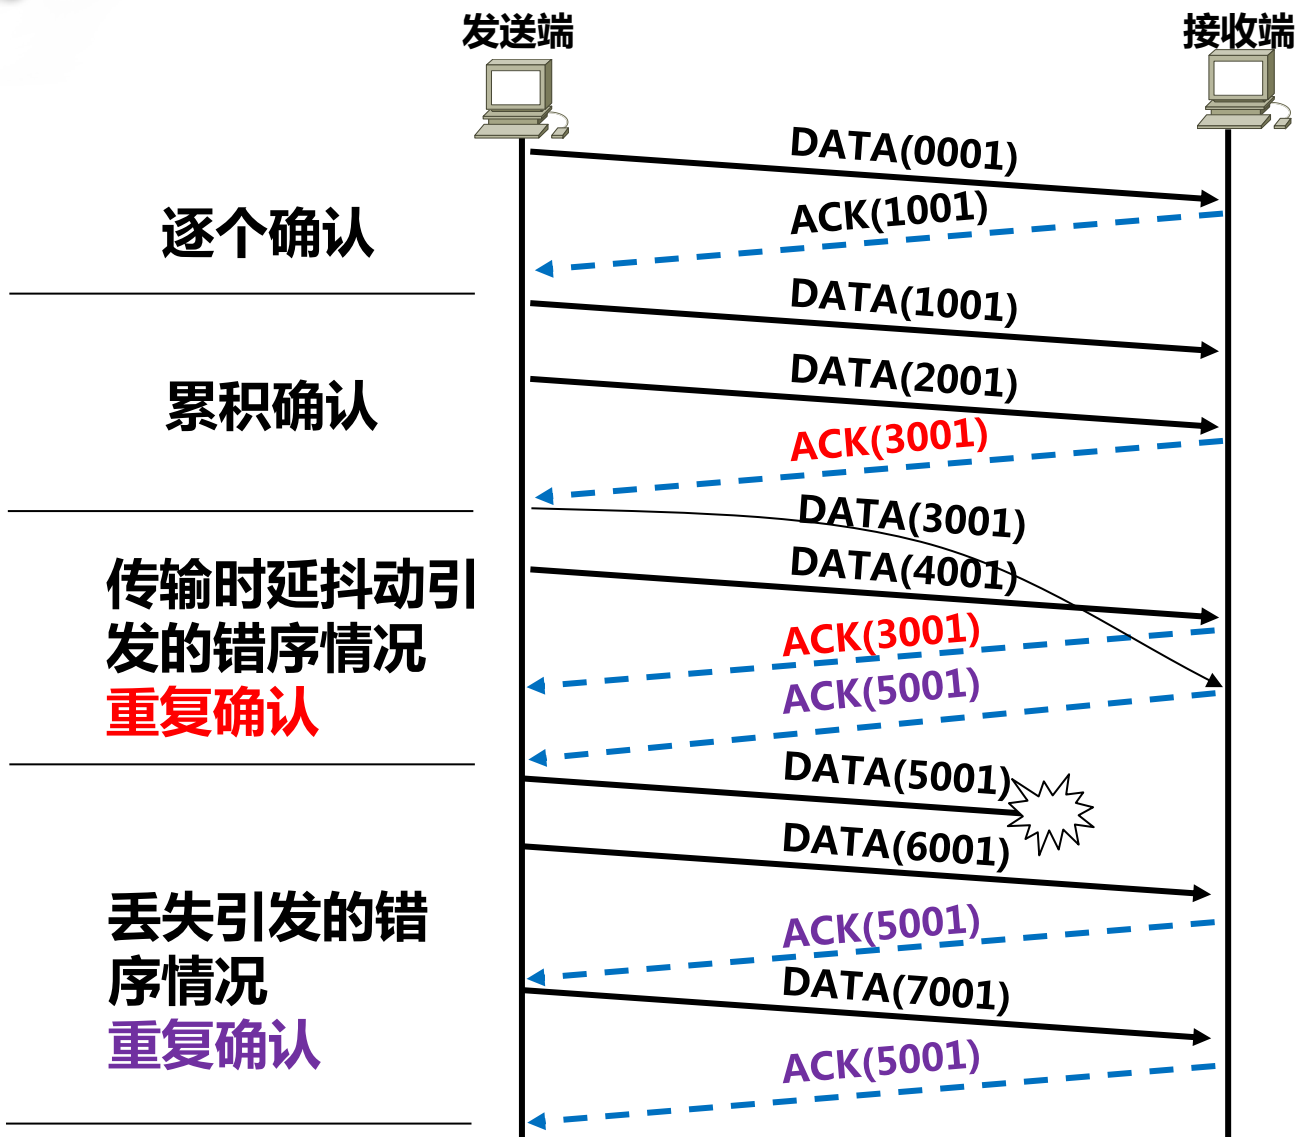 发送端
接收端
DATA(0001)
逐个确认
ACK(1001)
DATA(1001)
累积确认
DATA(2001)
ACK(3001)
DATA(3001)
传输时延抖动引
发的错序情况
重复确认
DATA(4001)
ACK(3001)
ACK(5001)
DATA(5001)
DATA(6001)
丢失引发的错
序情况
重复确认
ACK(5001)
DATA(7001)
ACK(5001)